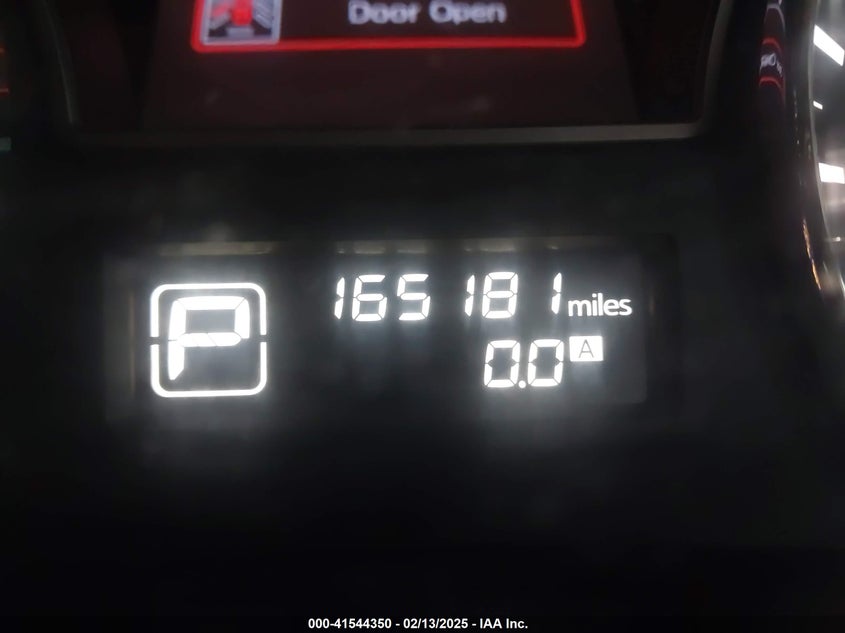 Door Open
165181 miles
P
0.0 A
000-41544350 - 02/13/2025 - IAA Inc.